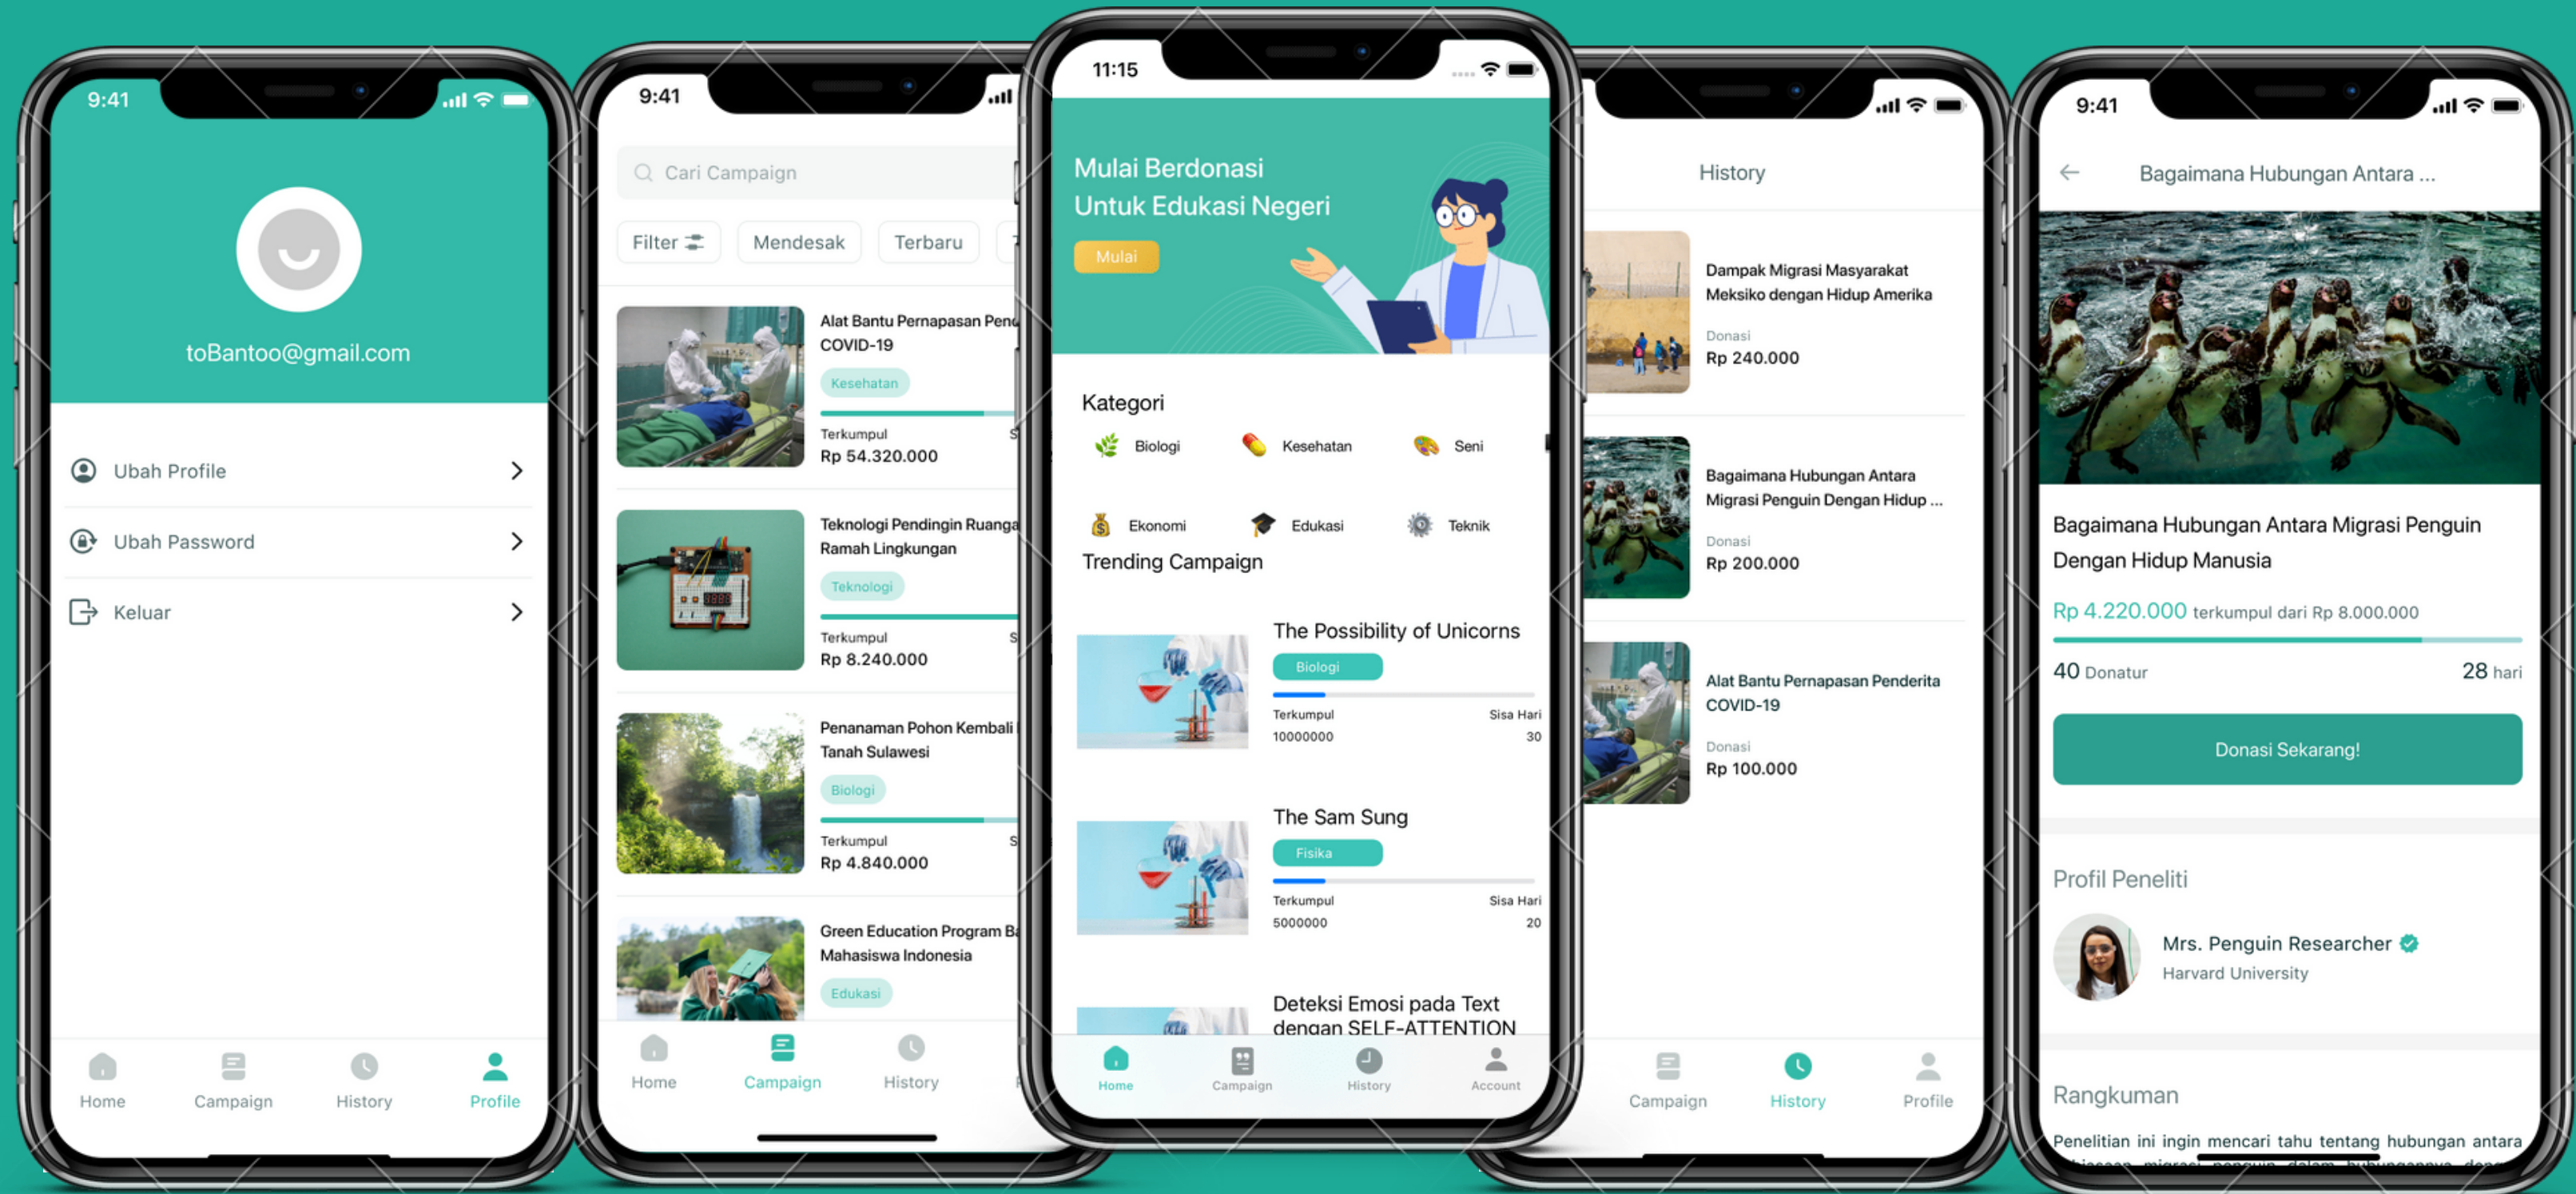 9:41
toBantoo@gmail.com
Ubah Profile
Ubah Password
Keluar
Home Campaign History Profile
9:41
Cari Campaign
Filter Mendesak Terbaru
Alat Bantu Pernapasan
COVID-19
Kesehatan
Terkumpul
Rp 54.320.000
Teknologi Pendingin
Ramah Lingkungan
Teknologi
Terkumpul
Rp 8.240.000
Penanaman Pohon Kembali
Tanah Sulawesi
Biologi
Terkumpul
Rp 4.840.000
Green Education Program
Mahasiswa Indonesia
Edukasi
Home Campaign History
11:15
Mulai Berdonasi
Untuk Edukasi Negeri
Mulai
Kategori
Biologi Kesehatan Seni
Ekonomi Edukasi Teknik
Trending Campaign
The Possibility of Unicorns
Biologi
Terkumpul Sisa Hari
10000000 30
The Sam Sung
Fisika
Terkumpul Sisa Hari
5000000 20
Deteksi Emosi pada Text
dengan SELF-ATTENTION
Home Campaign History Account
History
Dampak Migrasi Masyarakat
Meksiko dengan Hidup Amerika
Donasi
Rp 240.000
Bagaimana Hubungan Antara
Migrasi Penguin Dengan Hidup ...
Donasi
Rp 200.000
Alat Bantu Pernapasan Penderita
COVID-19
Donasi
Rp 100.000
Campaign History Profile
9:41
Bagaimana Hubungan Antara ...
Bagaimana Hubungan Antara Migrasi Penguin
Dengan Hidup Manusia
Rp 4.220.000 terkumpul dari Rp 8.000.000
40 Donatur 28 hari
Donasi Sekarang!
Profil Peneliti
Mrs. Penguin Researcher
Harvard University
Rangkuman
Penelitian ini ingin mencari tahu tentang hubungan antara
migrasi penguin dalam hubungannya